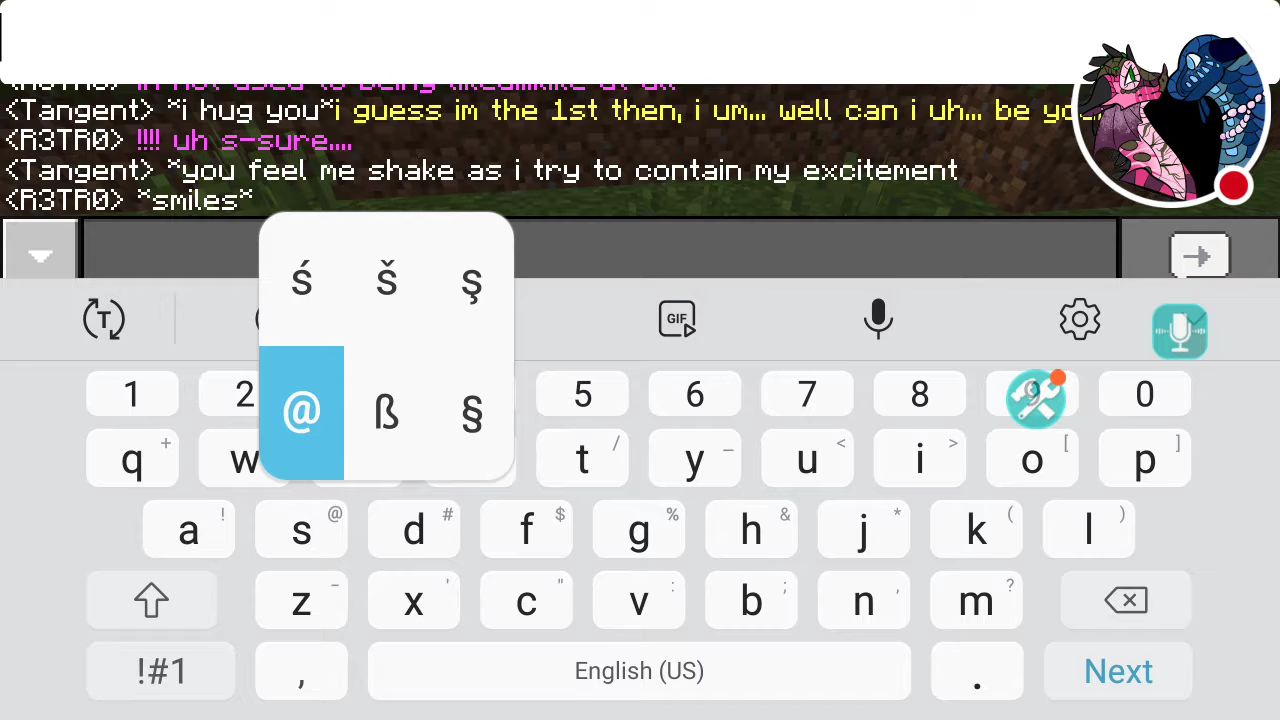 <Tangent> *i hug you*i guess im the 1st then, i um... well can i uh... be
<R3TR0> !!!! uh s-sure....
<Tangent> *you feel me shake as i try to contain my excitement
<R3TR0> *smiles*
ś š ş
@ ß §
T GIF
1 2 5 6 7 8 9 0
q + w t / y _ u < i > o [ p ]
a ! s @ d # f $ g % h & j * k ( l )
z - x ' c " v : b ; n , m ?
!#1 , English (US) . Next